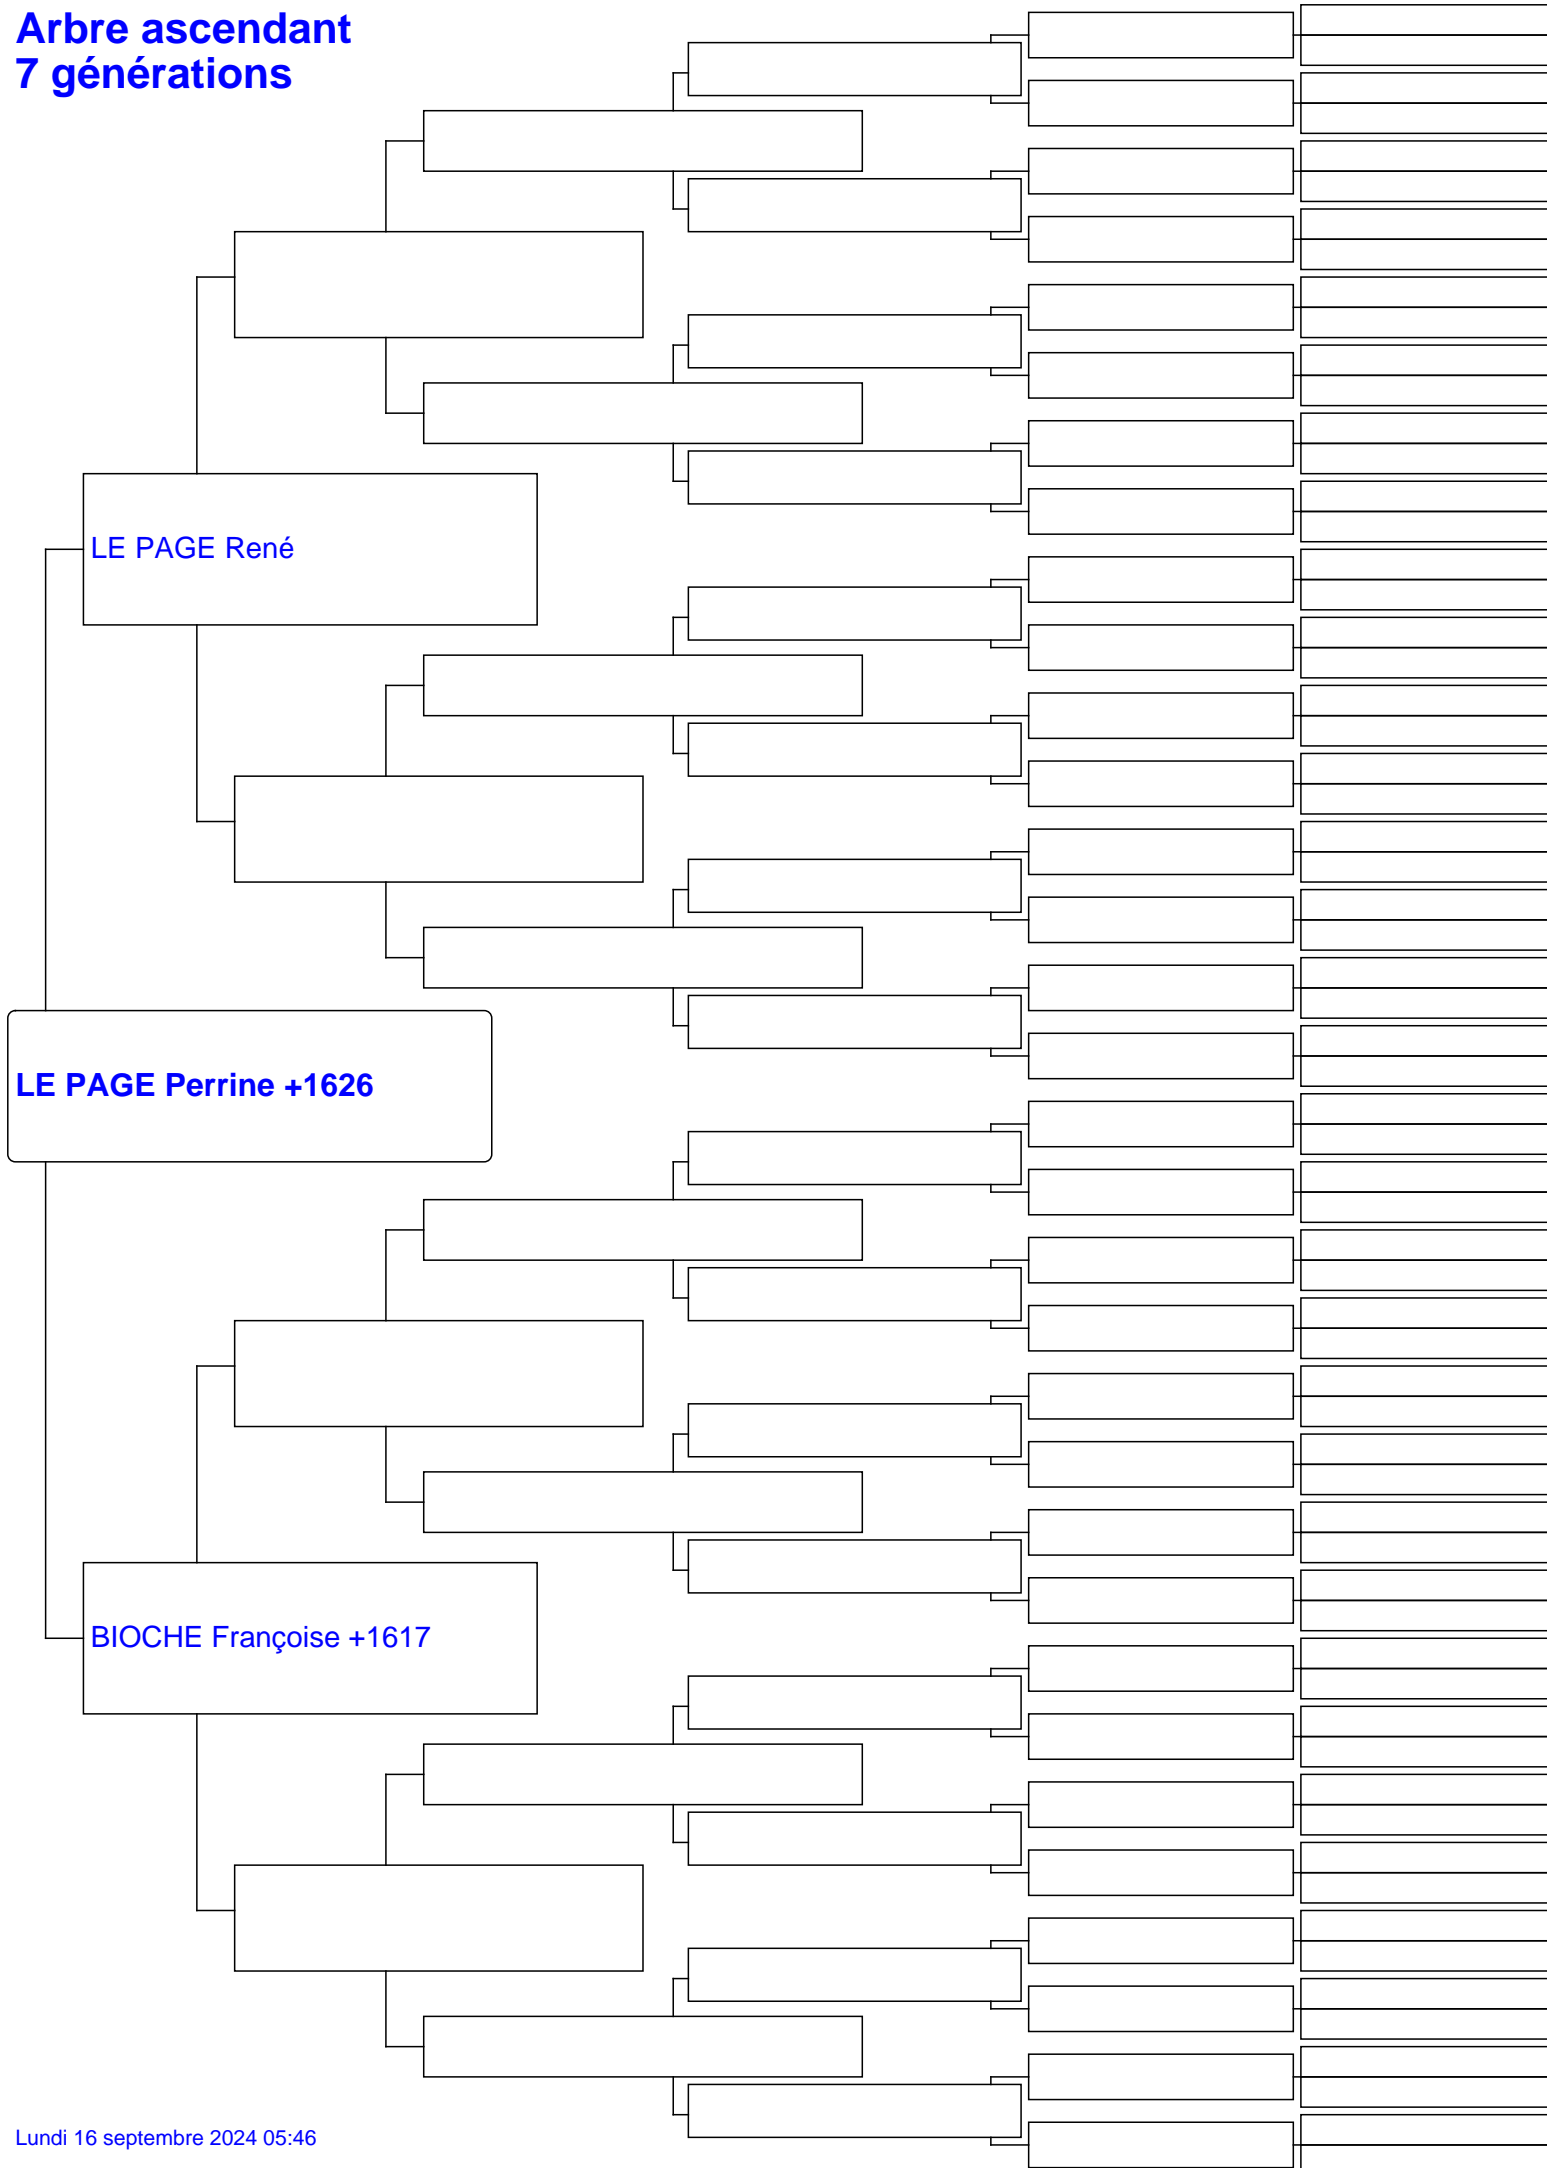 Arbre ascendant
7 générations
LE PAGE René
LE PAGE Perrine +1626
BIOCHE Françoise +1617
Lundi 16 septembre 2024 05:46